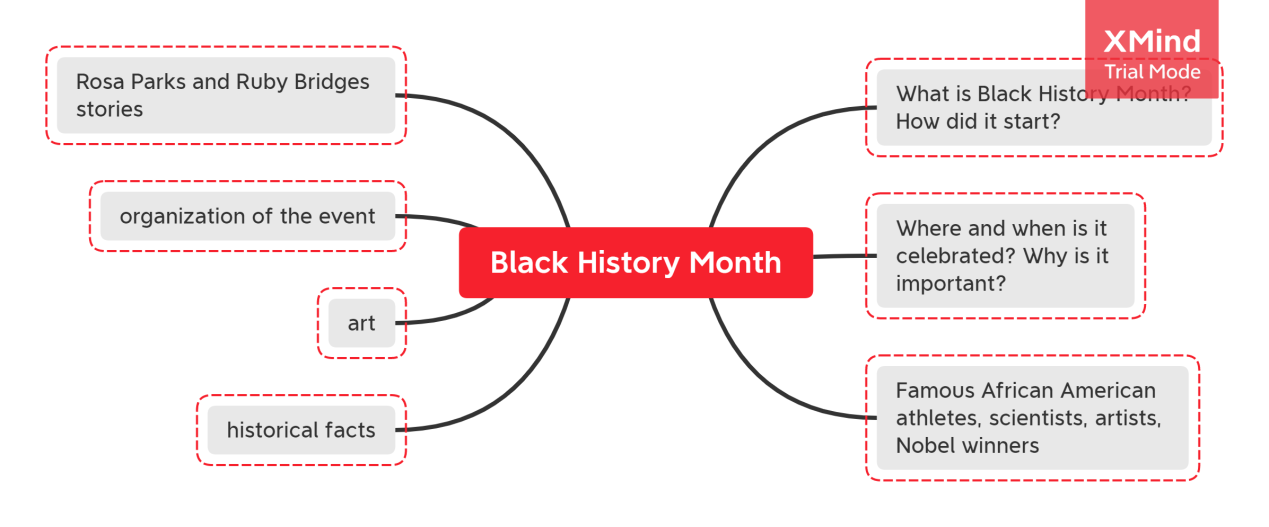 XMind
Trial Mode
Rosa Parks and Ruby Bridges
stories
organization of the event
art
historical facts
Black History Month
What is Black History Month?
How did it start?
Where and when is it
celebrated? Why is it
important?
Famous African American
athletes, scientists, artists,
Nobel winners